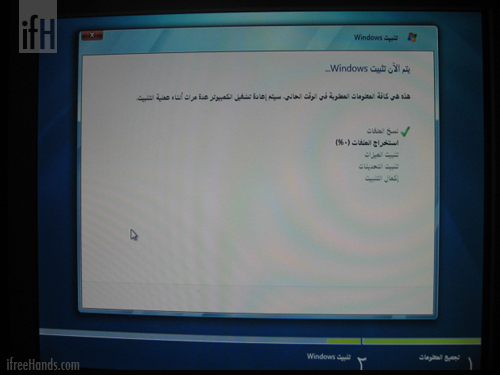 ifH
تثبيت Windows
يتم الآن تثبيت Windows...
هذه هي كافة المعلومات المطلوبة في الوقت الحالي. سيتم إعادة تشغيل الكمبيوتر عدة مرات أثناء عملية التثبيت.
نسخ الملفات
استخراج الملفات (٠%)
تثبيت الميزات
تثبيت التحديثات
إكمال التثبيت
١ تجميع المعلومات
٢ تثبيت Windows
ifreeHands.com